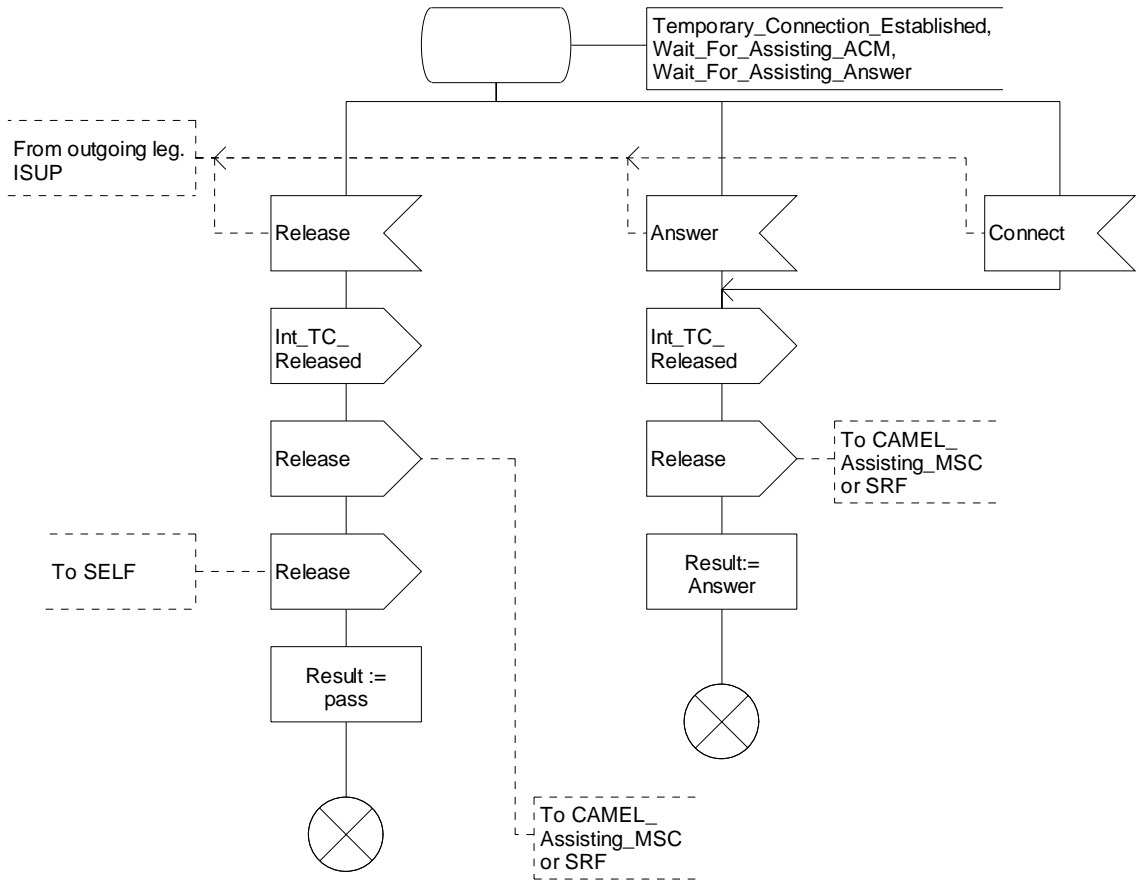 Temporary_Connection_Established,
Wait_For_Assisting_ACM,
Wait_For_Assisting_Answer
From outgoing leg.
ISUP
Release
Answer
Connect
Int_TC_
Released
Int_TC_
Released
Release
Release
To CAMEL_
Assisting_MSC
or SRF
To SELF
Release
Result:=
Answer
Result :=
pass
To CAMEL_
Assisting_MSC
or SRF